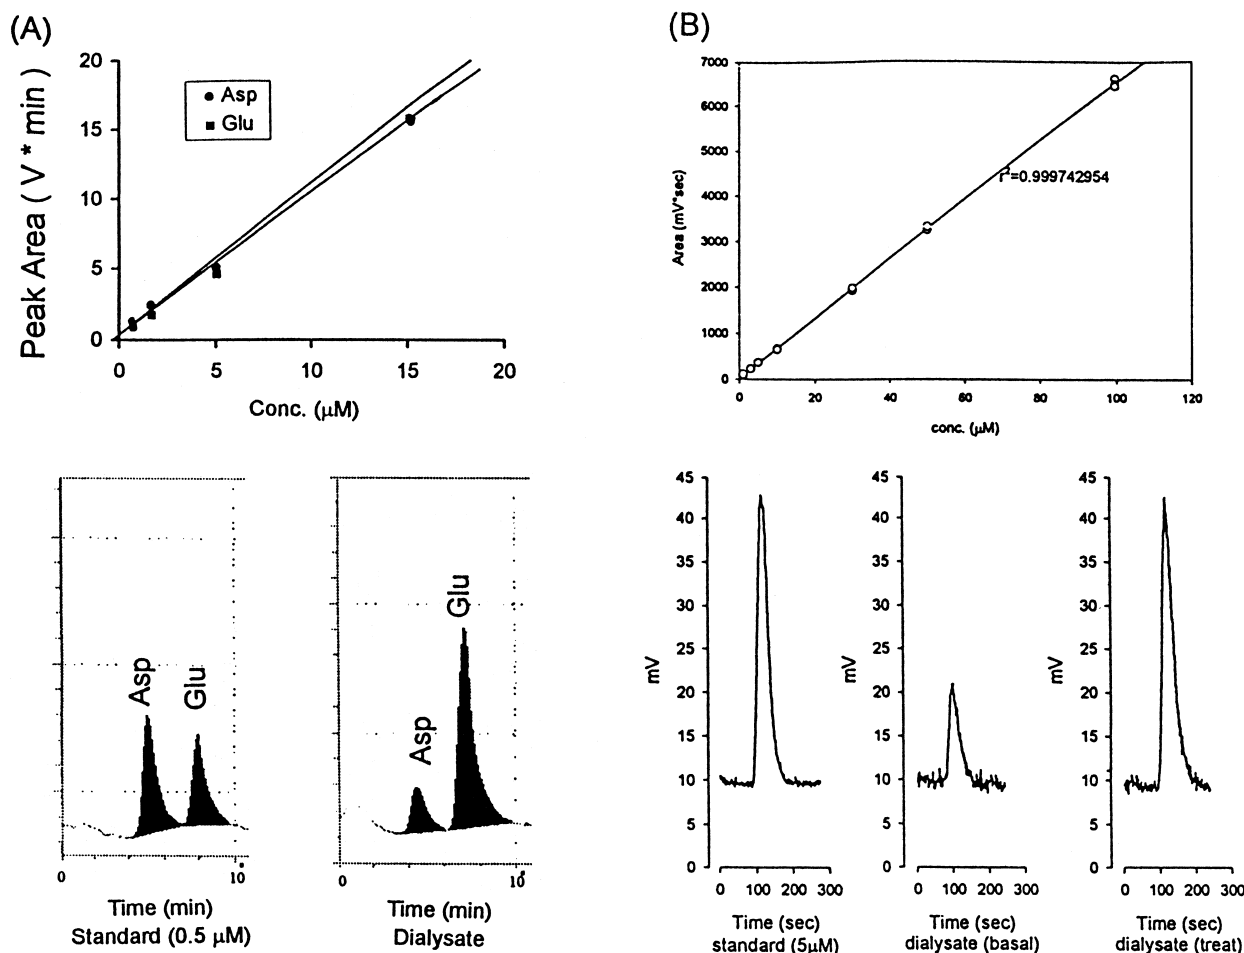 (A)
20
15
10
5
0
Peak Area ( V * min )
Asp
Glu
0 5 10 15 20
Conc. (μM)
(B)
7000
6000
5000
4000
3000
2000
1000
0
Area (mV*sec)
r²=0.999742954
0 20 40 60 80 100 120
conc. (μM)
Asp
Glu
0 10
Time (min)
Standard (0.5 μM)
Asp
Glu
0 10
Time (min)
Dialysate
45
40
35
30
25
20
15
10
5
0
mV
0 100 200 300
Time (sec)
standard (5μM)
45
40
35
30
25
20
15
10
5
0
mV
0 100 200 300
Time (sec)
dialysate (basal)
45
40
35
30
25
20
15
10
5
0
mV
0 100 200 300
Time (sec)
dialysate (treat)